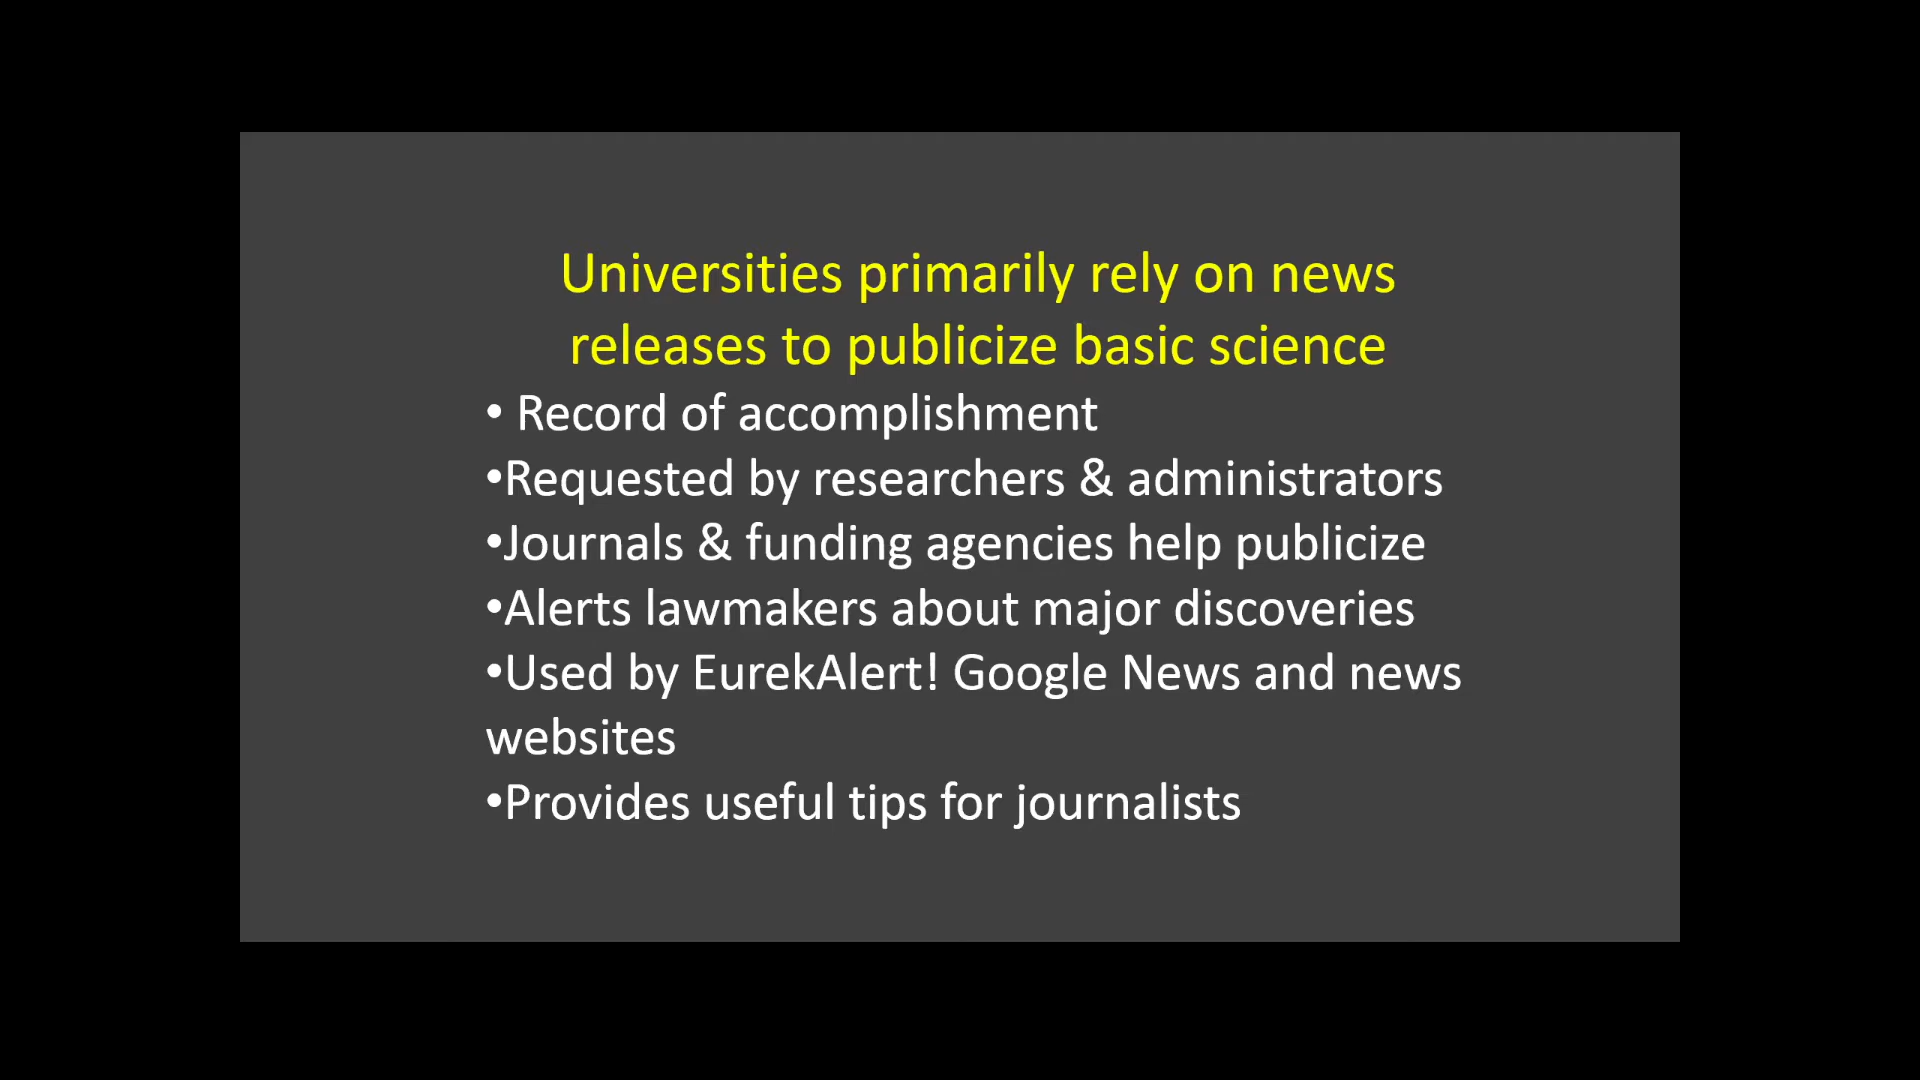 Universities primarily rely on news
releases to publicize basic science
• Record of accomplishment
•Requested by researchers & administrators
•Journals & funding agencies help publicize
•Alerts lawmakers about major discoveries
•Used by EurekAlert! Google News and news
websites
•Provides useful tips for journalists